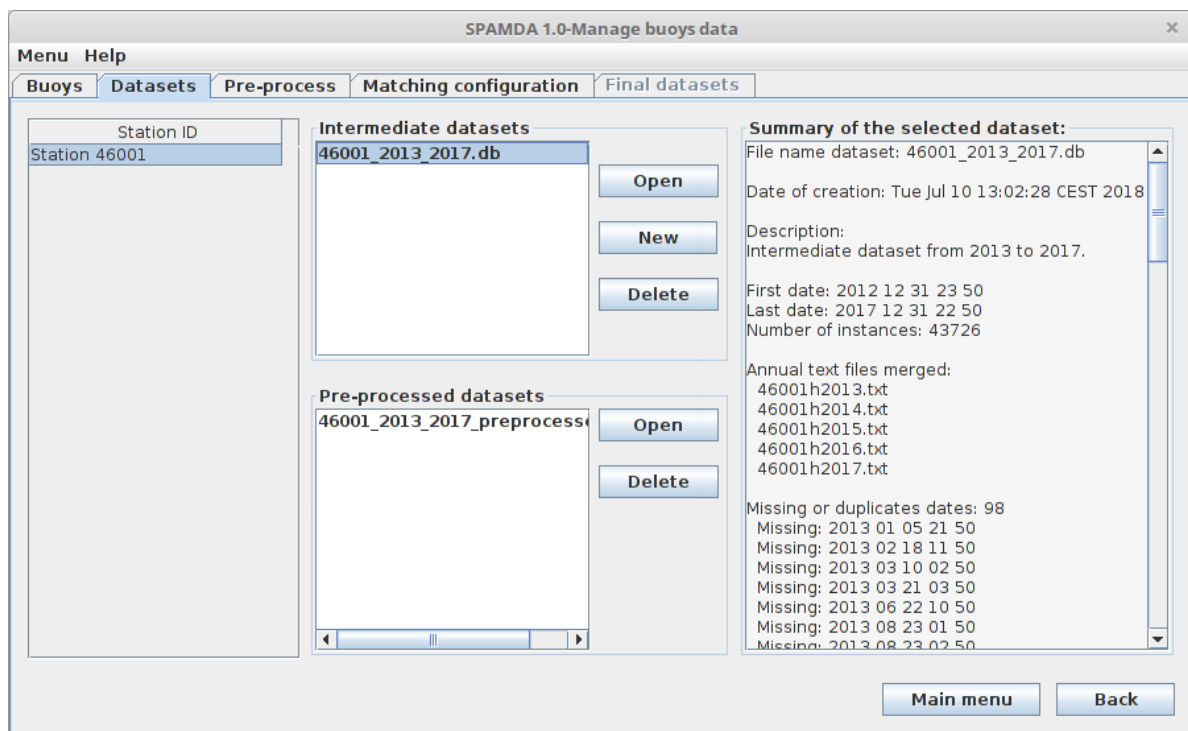 SPAMDA 1.0-Manage buoys data
Menu Help
Buoys Datasets Pre-process Matching configuration Final datasets
Station ID
Station 46001
Intermediate datasets
46001_2013_2017.db
Open
New
Delete
Pre-processed datasets
46001_2013_2017_preprocesse
Open
Delete
Summary of the selected dataset:
File name dataset: 46001_2013_2017.db
Date of creation: Tue Jul 10 13:02:28 CEST 2018
Description:
Intermediate dataset from 2013 to 2017.
First date: 2012 12 31 23 50
Last date: 2017 12 31 22 50
Number of instances: 43726
Annual text files merged:
46001h2013.txt
46001h2014.txt
46001h2015.txt
46001h2016.txt
46001h2017.txt
Missing or duplicates dates: 98
Missing: 2013 01 05 21 50
Missing: 2013 02 18 11 50
Missing: 2013 03 10 02 50
Missing: 2013 03 21 03 50
Missing: 2013 06 22 10 50
Missing: 2013 08 23 01 50
Missing: 2013 08 23 02 50
Main menu Back